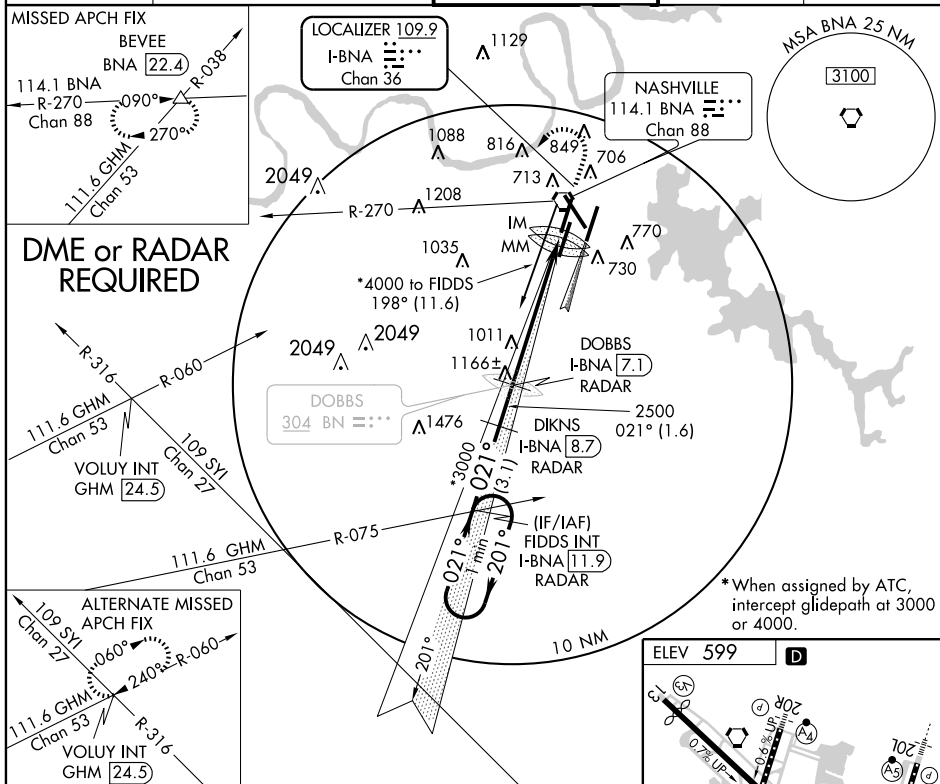 MISSED APCH FIX
BEVEE
BNA 22.4
R-038
114.1 BNA
R-270
Chan 88
090°
270°
111.6 GHM
Chan 53
LOCALIZER 109.9
I-BNA
Chan 36
1129
NASHVILLE
114.1 BNA
Chan 88
MSA BNA 25 NM
3100
1088
816
849
706
713
2049
1208
R-270
IM
MM
770
730
1035
DME or RADAR
REQUIRED
*4000 to FIDDS
198° (11.6)
R-316
R-060
2049
2049
1011
1166±
DOBBS
I-BNA 7.1
RADAR
DOBBS
304 BN
1476
2500
021° (1.6)
DIKNS
I-BNA 8.7
RADAR
111.6 GHM
Chan 53
109 SYI
Chan 27
VOLUY INT
GHM 24.5
*3000
021°
(3.1)
R-075
111.6 GHM
Chan 53
(IF/IAF)
FIDDS INT
I-BNA 11.9
RADAR
021°
1 min
201°
201°
10 NM
*When assigned by ATC,
intercept glidepath at 3000
or 4000.
ALTERNATE MISSED
APCH FIX
109 SYI
Chan 27
060°
R-060
240°
111.6 GHM
Chan 53
R-316
VOLUY INT
GHM 24.5
ELEV 599
D
13
V5
0.7% UP
0.6% UP
P
20R
A4
20L
A5
P